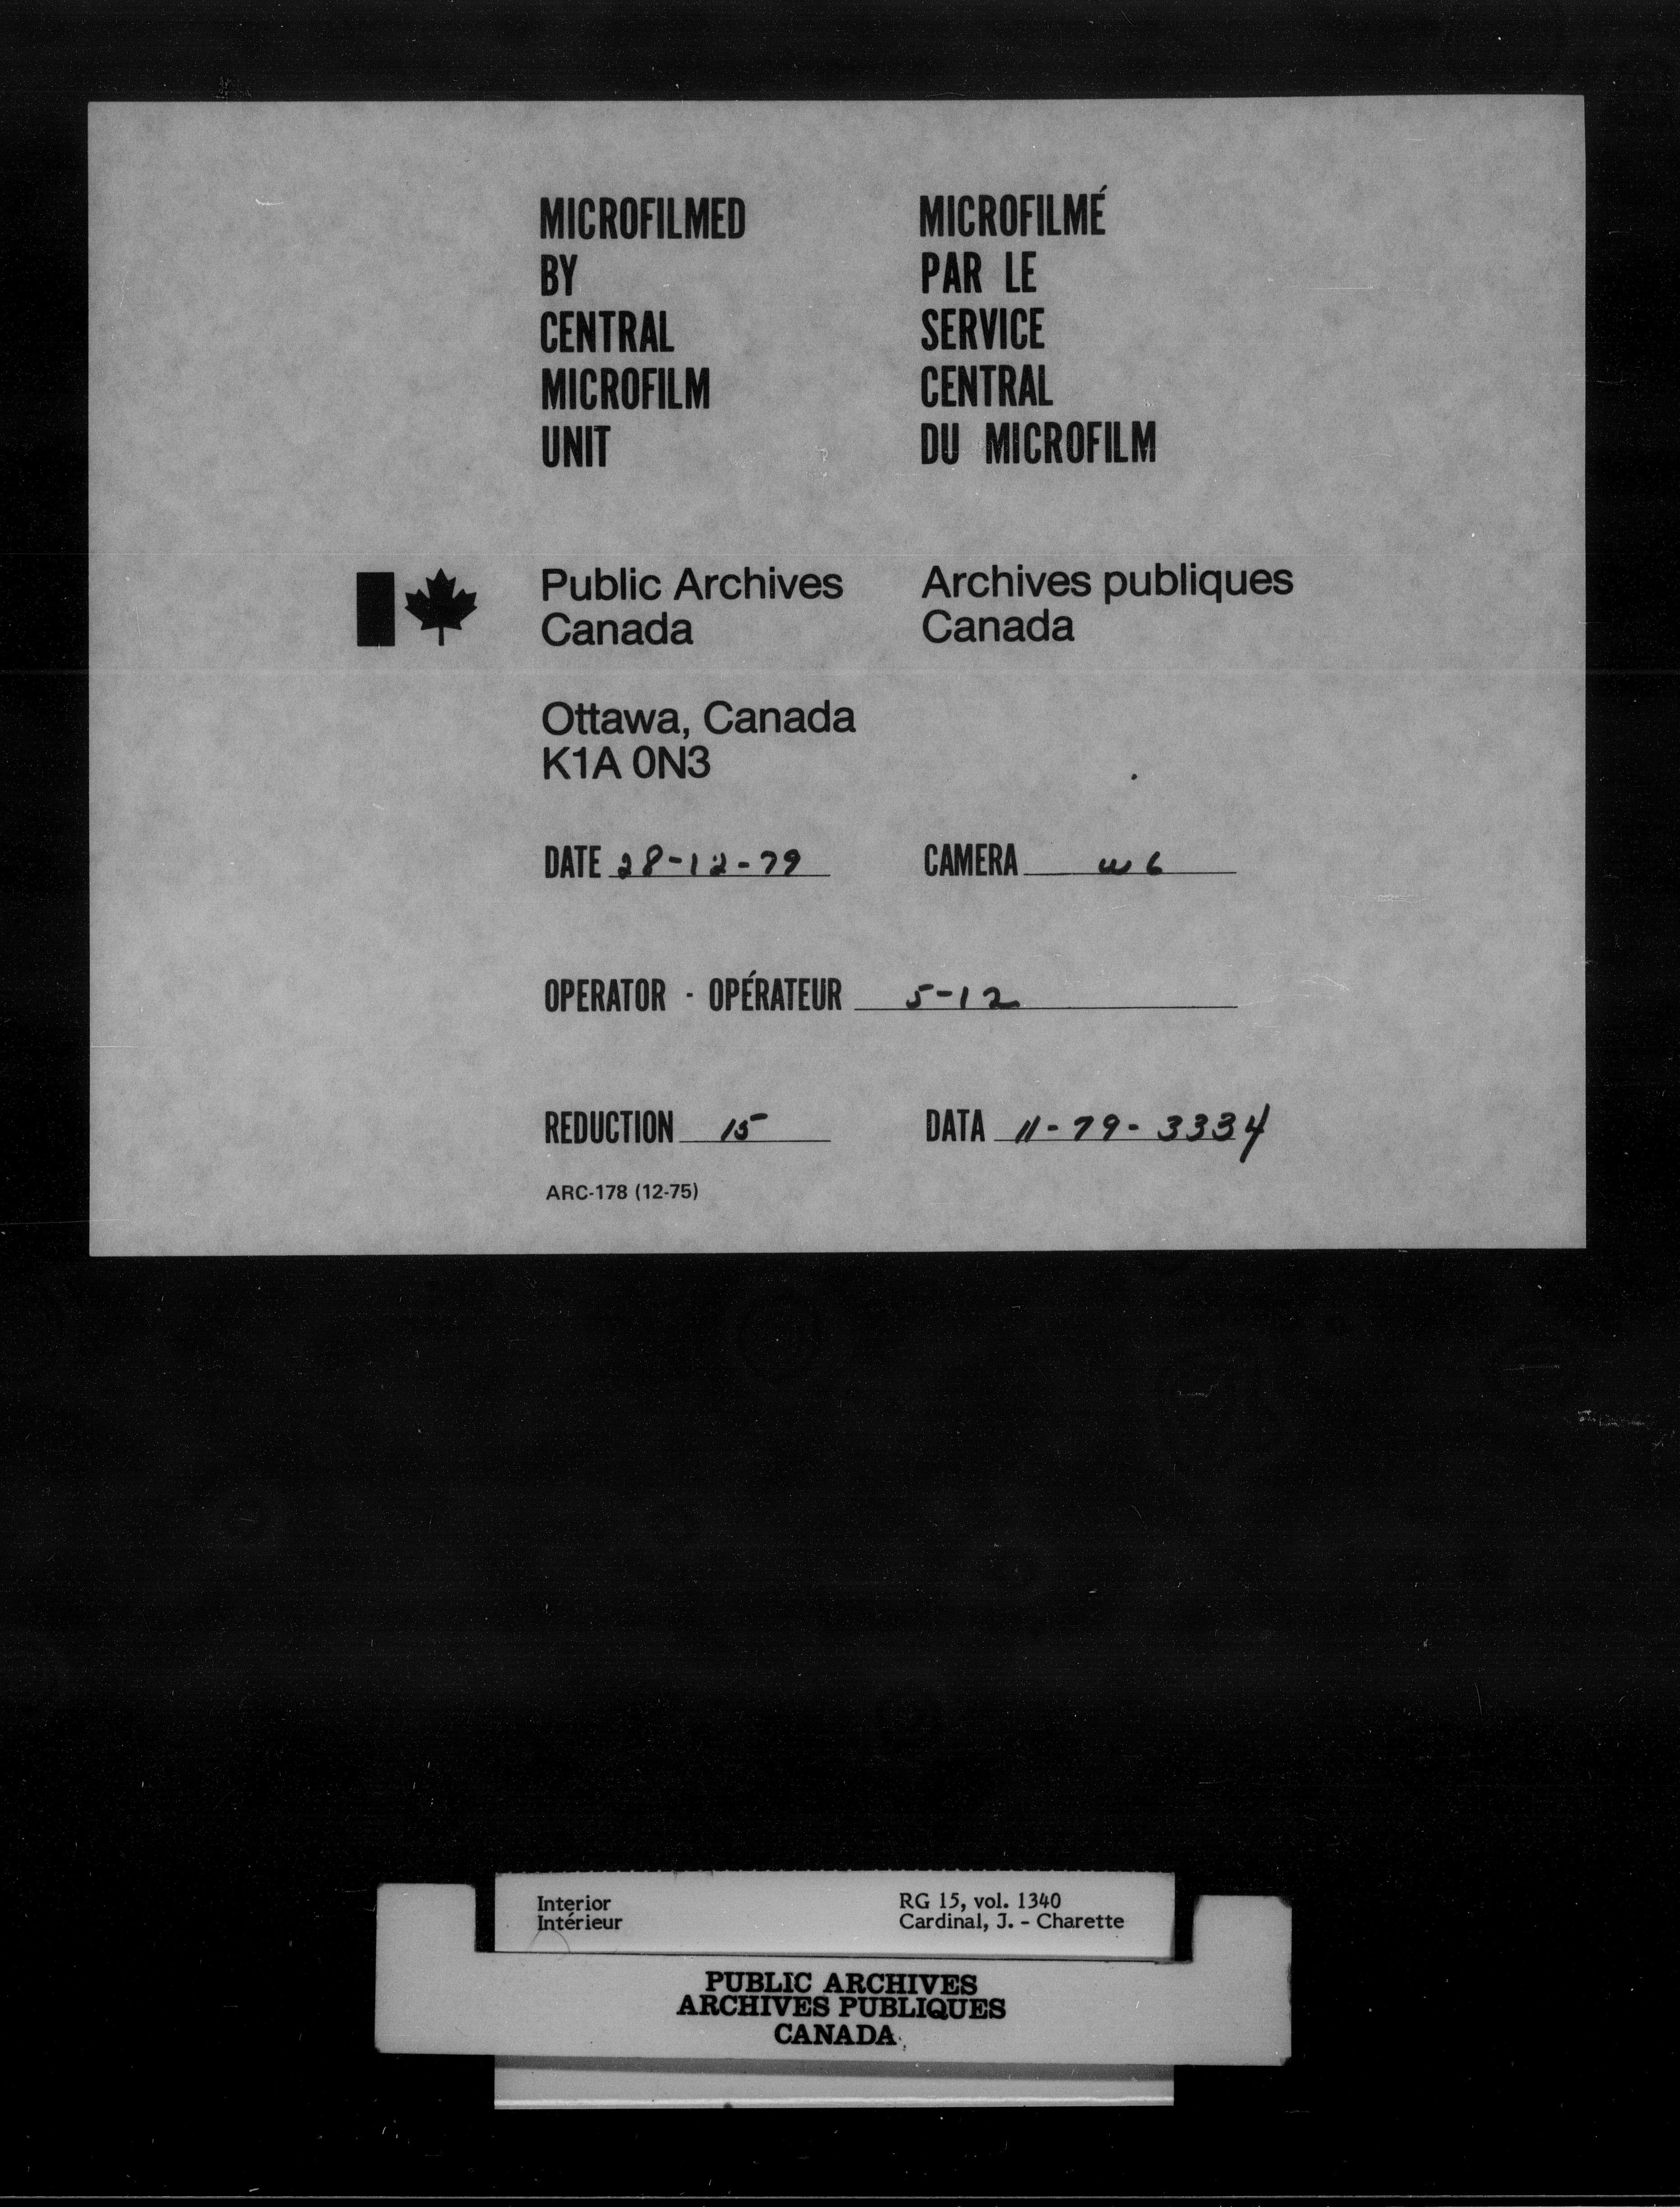 MICROFILMED
BY
CENTRAL
MICROFILM
UNIT
MICROFILMÉ
PAR LE
SERVICE
CENTRAL
DU MICROFILM
Public Archives
Canada
Archives publiques
Canada
Ottawa, Canada
K1A 0N3
DATE 28-12-79
CAMERA w6
OPERATOR - OPÉRATEUR 5-12
REDUCTION 15
DATA 11-79-3334
ARC-178 (12-75)
Interior
Intérieur
RG 15, vol. 1340
Cardinal, J. - Charette
PUBLIC ARCHIVES
ARCHIVES PUBLIQUES
CANADA